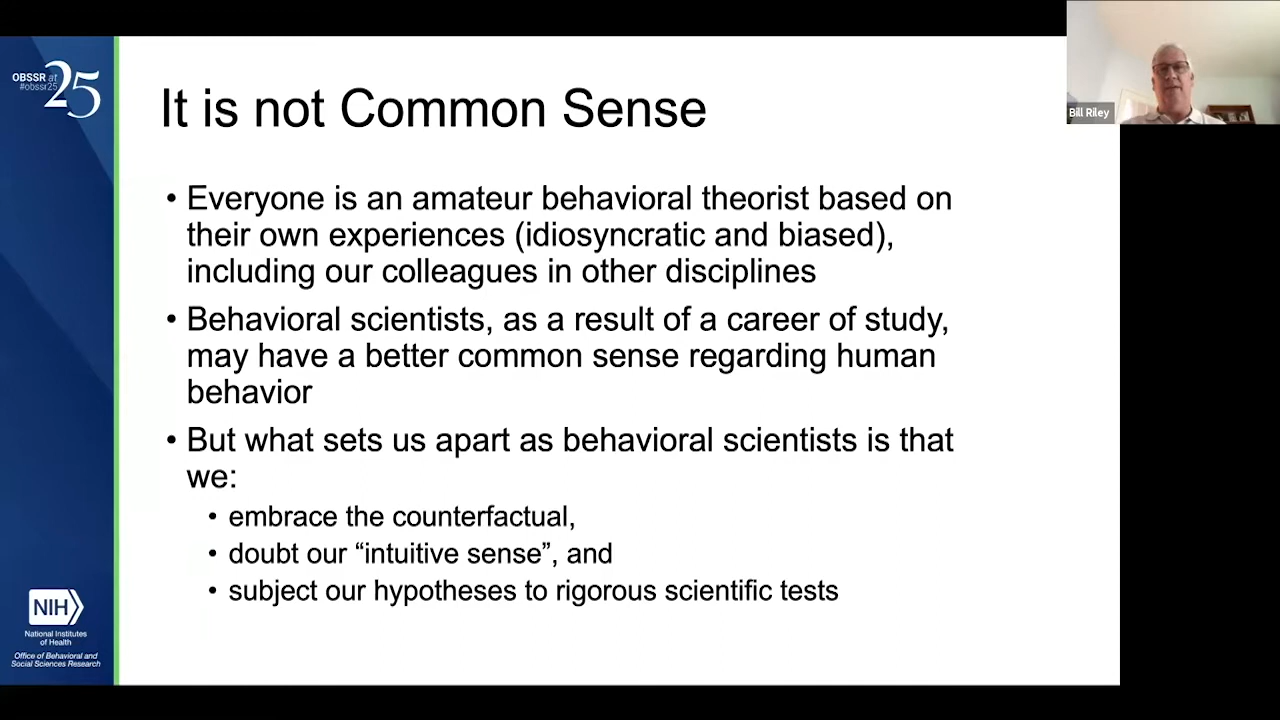 OBSSR at
#obssr25
25
It is not Common Sense
• Everyone is an amateur behavioral theorist based on
their own experiences (idiosyncratic and biased),
including our colleagues in other disciplines
• Behavioral scientists, as a result of a career of study,
may have a better common sense regarding human
behavior
• But what sets us apart as behavioral scientists is that
we:
• embrace the counterfactual,
• doubt our “intuitive sense”, and
• subject our hypotheses to rigorous scientific tests
NIH
National Institutes
of Health
Office of Behavioral and
Social Sciences Research
Bill Riley